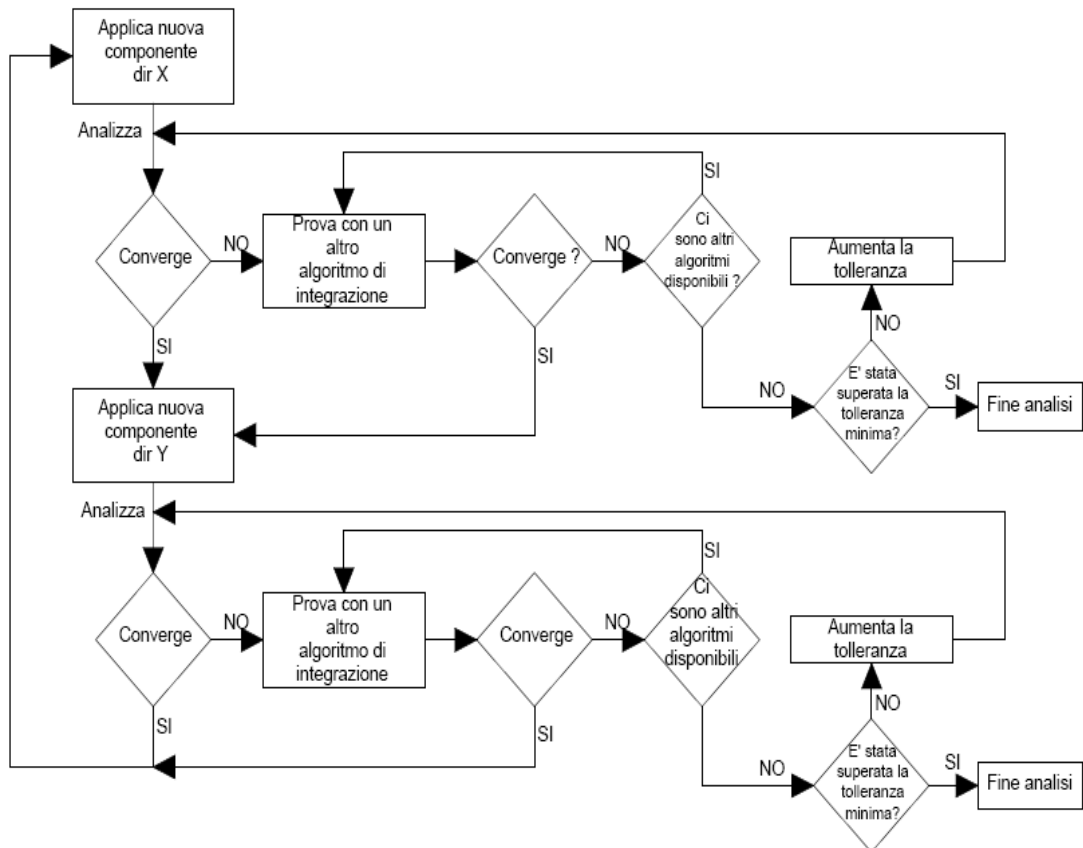 Applica nuova
componente
dir X
Analizza
Converge
NO
SI
Prova con un
altro
algoritmo di
integrazione
Converge ?
NO
SI
Ci
sono altri
algoritmi
disponibili ?
SI
NO
Aumenta la
tolleranza
NO
E' stata
superata la
tolleranza
minima?
SI
Fine analisi
Applica nuova
componente
dir Y
Analizza
Converge
NO
SI
Prova con un
altro
algoritmo di
integrazione
Converge
NO
SI
Ci
sono altri
algoritmi
disponibili
SI
NO
Aumenta la
tolleranza
NO
E' stata
superata la
tolleranza
minima?
SI
Fine analisi